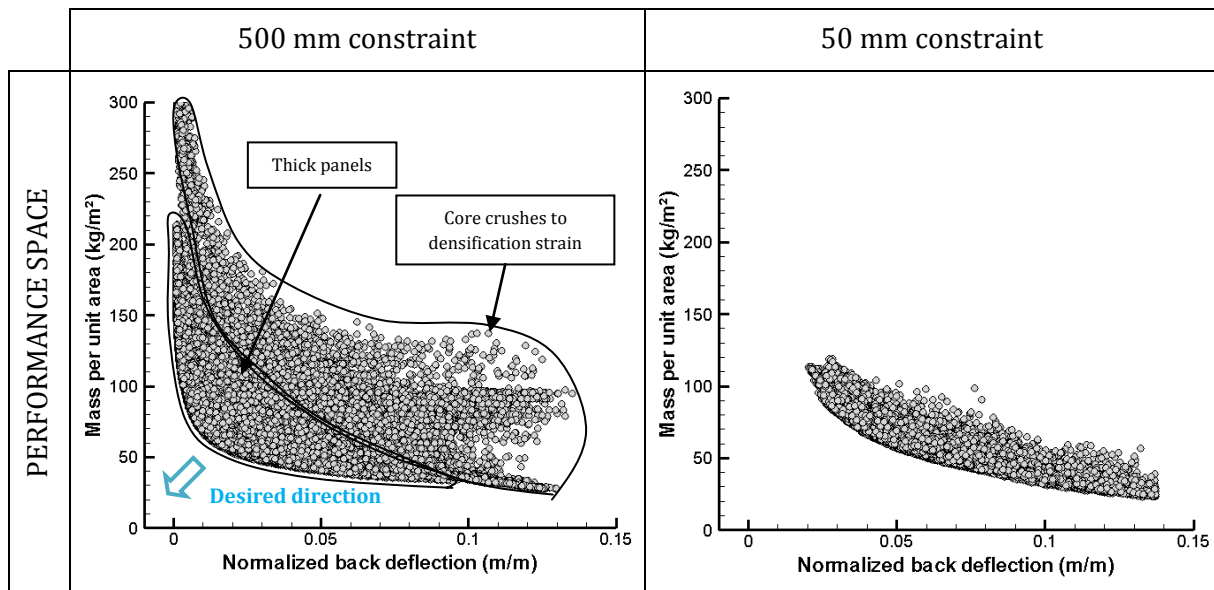 500 mm constraint
50 mm constraint
PERFORMANCE SPACE
Mass per unit area (kg/m²)
300
250
200
150
100
50
0
0
0.05
0.1
0.15
Normalized back deflection (m/m)
Thick panels
Core crushes to
densification strain
Desired direction
Mass per unit area (kg/m²)
300
250
200
150
100
50
0
0
0.05
0.1
0.15
Normalized back deflection (m/m)